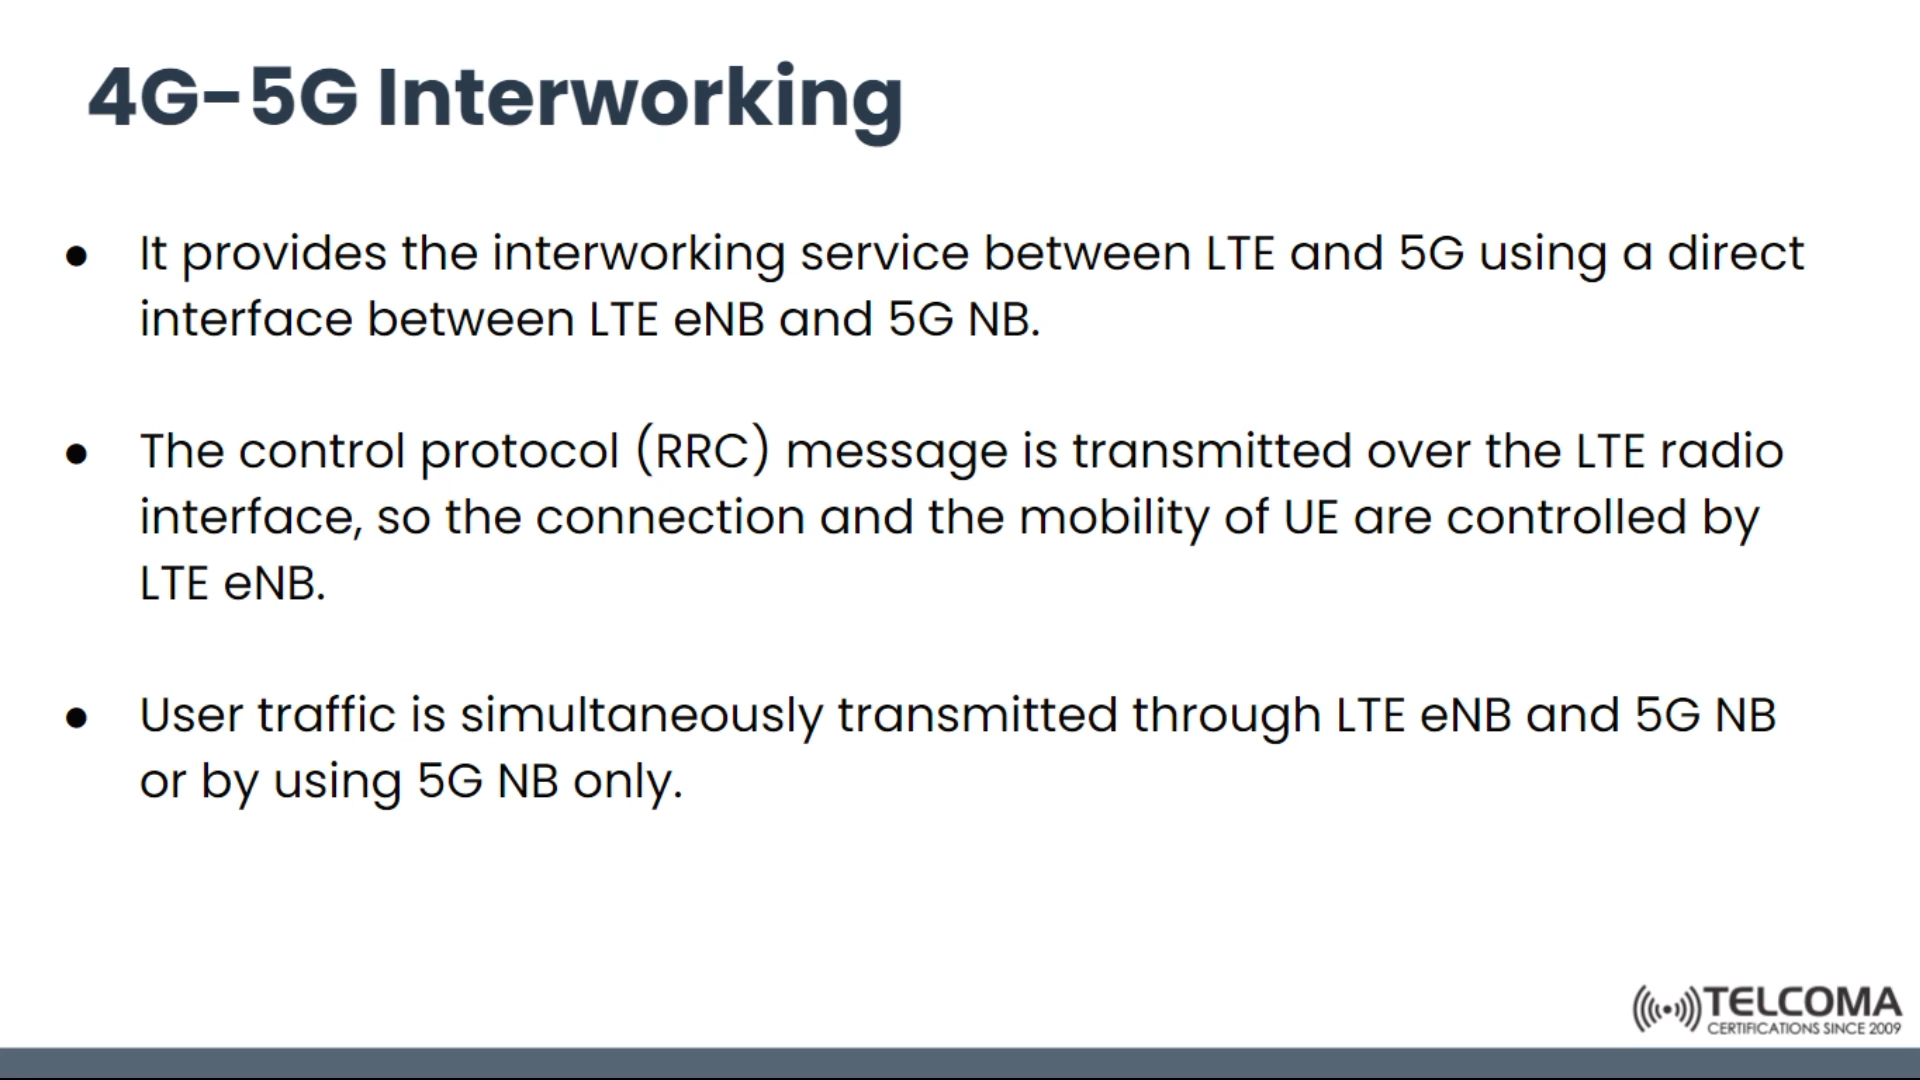 4G-5G Interworking
● It provides the interworking service between LTE and 5G using a direct
interface between LTE eNB and 5G NB.
● The control protocol (RRC) message is transmitted over the LTE radio
interface, so the connection and the mobility of UE are controlled by
LTE eNB.
● User traffic is simultaneously transmitted through LTE eNB and 5G NB
or by using 5G NB only.
TELCOMA
CERTIFICATIONS SINCE 2009